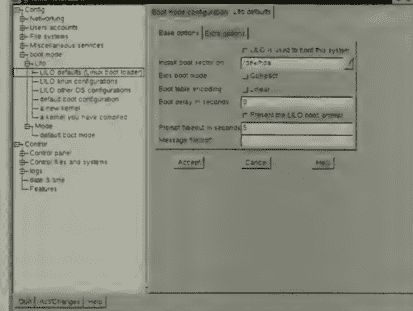 Config
Networking
Users accounts
File systems
Miscellaneous services
boot mode
Lilo
LILO defaults (Linux boot loader)
LILO linux configurations
LILO other OS configurations
default boot configuration
a new kernel
a kernel you have compiled
Mode
default boot mode
Control
Control panel
Control files and systems
logs
date & time
Features
Quit Act/Changes Help
Boot mode configuration Lilo defaults
Base options Extra options
LILO is used to boot this system
Install boot sector on /dev/hda
boot mode Compact
Boot table encoding Linear
Boot delay in seconds
Present the LILO boot: prompt
Prompt timeout in seconds 5
Message file
Accept Cancel Help